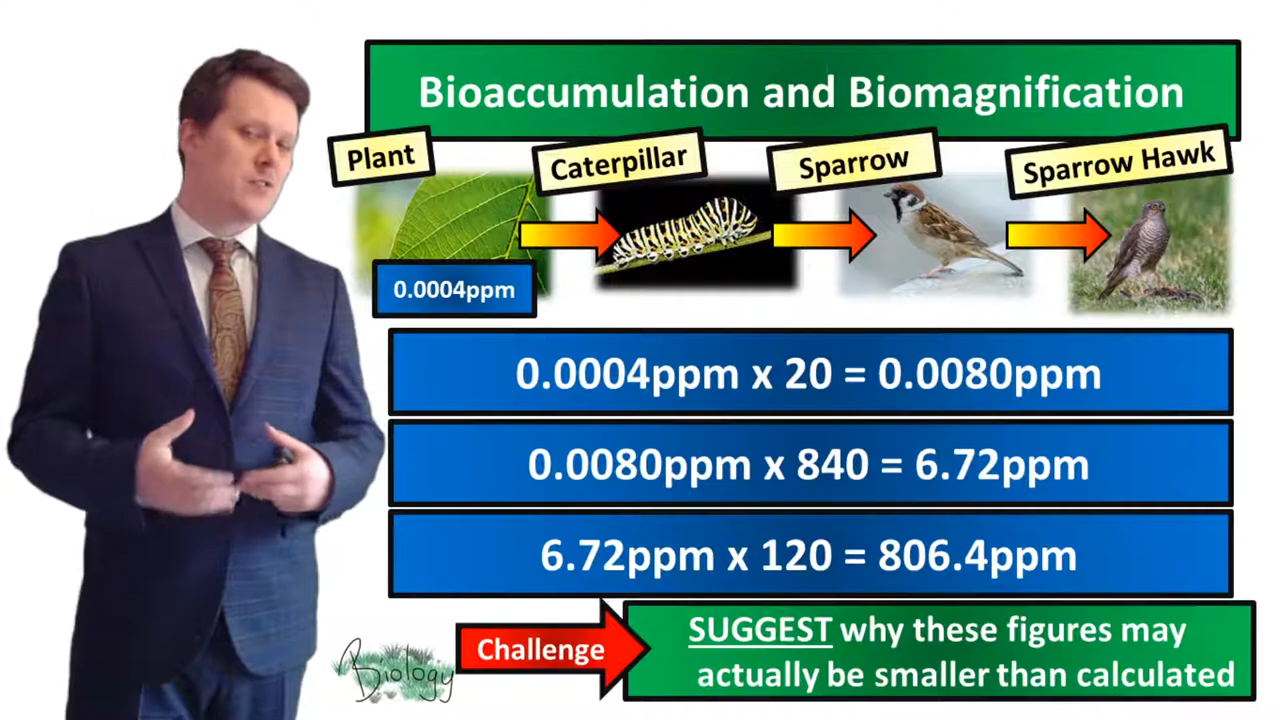 Bioaccumulation and Biomagnification
Plant
Caterpillar
Sparrow
Sparrow Hawk
0.0004ppm
0.0004ppm x 20 = 0.0080ppm
0.0080ppm x 840 = 6.72ppm
6.72ppm x 120 = 806.4ppm
Biology
Challenge
SUGGEST why these figures may
actually be smaller than calculated